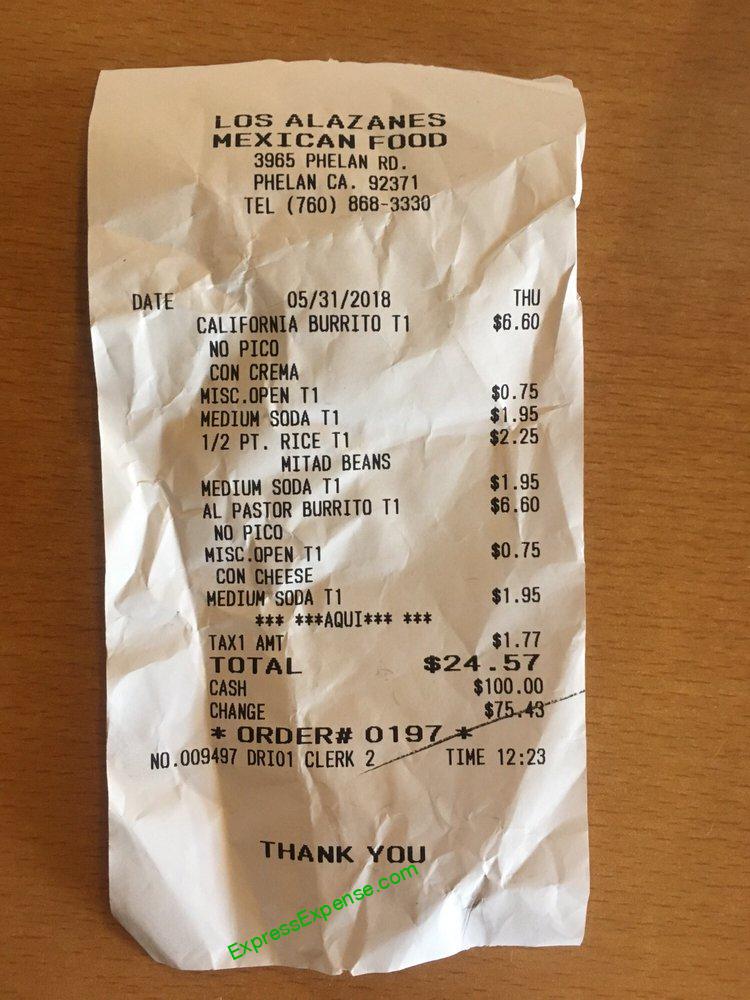 LOS ALAZANES
MEXICAN FOOD
3965 PHELAN RD.
PHELAN CA. 92371
TEL (760) 868-3330
DATE 05/31/2018 THU
CALIFORNIA BURRITO T1 $6.60
NO PICO
CON CREMA
MISC.OPEN T1 $0.75
MEDIUM SODA T1 $1.95
1/2 PT. RICE T1 $2.25
MITAD BEANS
MEDIUM SODA T1 $1.95
AL PASTOR BURRITO T1 $6.60
NO PICO
MISC.OPEN T1 $0.75
CON CHEESE
MEDIUM SODA T1 $1.95
*** ***AQUI*** ***
TAX1 AMT $1.77
TOTAL $24.57
CASH $100.00
CHANGE $75.43
* ORDER# 0197 *
NO.009497 DRI01 CLERK 2 TIME 12:23
THANK YOU
ExpressExpense.com